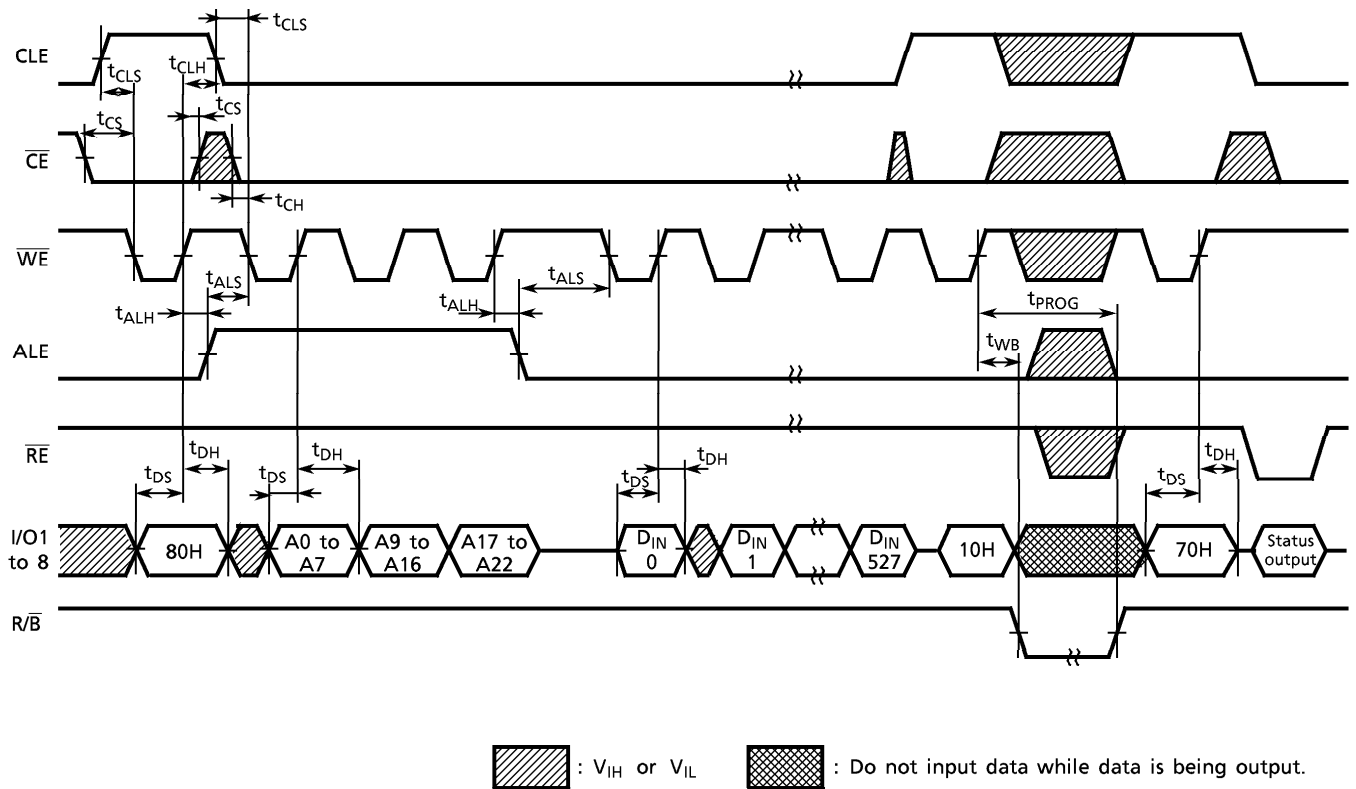 tCLS
CLE
tCLS
tCLH
tCS
tCS
CE
tCH
WE
tALS
tALH
tALH
tALS
tPROG
tWB
ALE
RE
tDS
tDH
tDS
tDH
tDS
tDH
tDS
tDH
I/O1
to 8
80H
A0 to
A7
A9 to
A16
A17 to
A22
DIN
0
DIN
1
DIN
527
10H
70H
Status
output
R/B
: VIH or VIL
: Do not input data while data is being output.